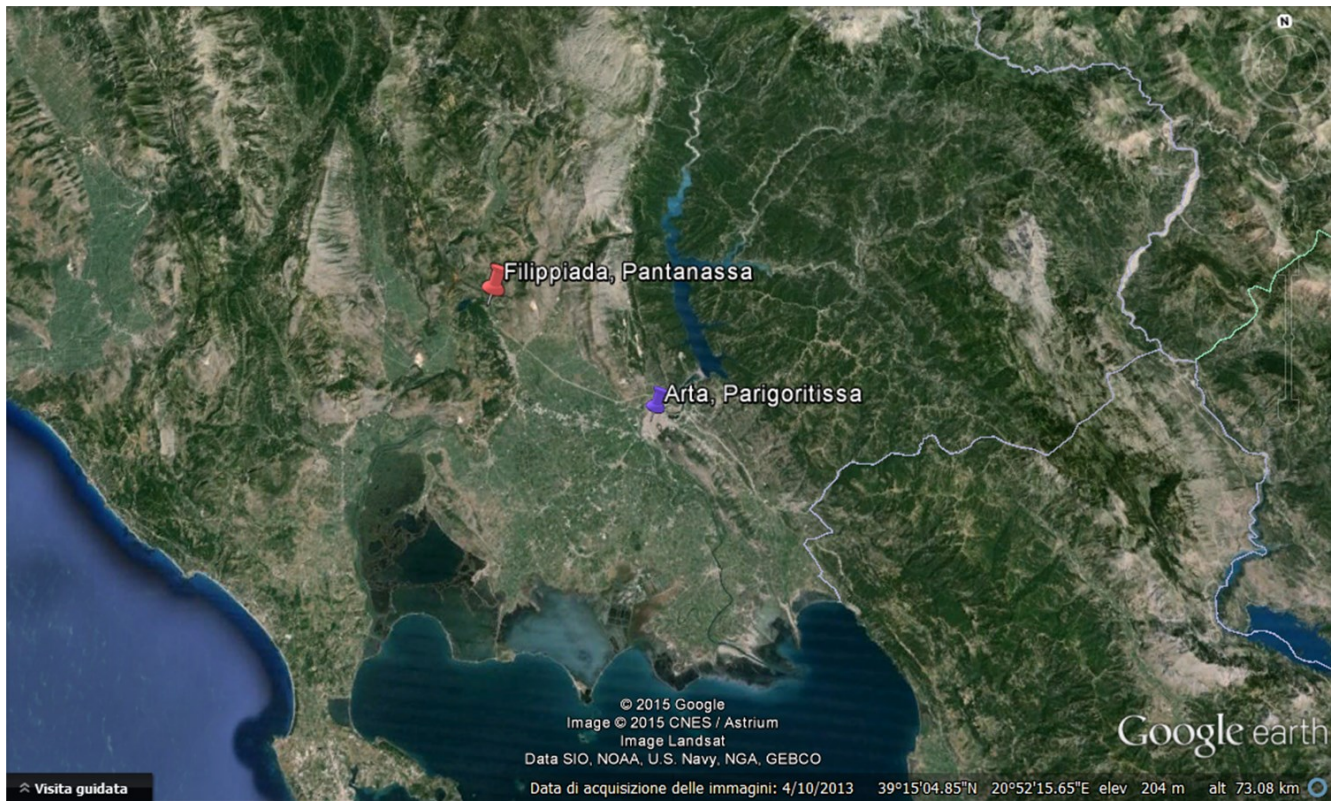 N
Filippiada, Pantanassa
Arta, Parigoritissa
© 2015 Google
Image © 2015 CNES / Astrium
Image Landsat
Data SIO, NOAA, U.S. Navy, NGA, GEBCO
Google earth
Visita guidata
Data di acquisizione delle immagini: 4/10/2013 39°15'04.85"N 20°52'15.65"E elev 204 m alt 73.08 km